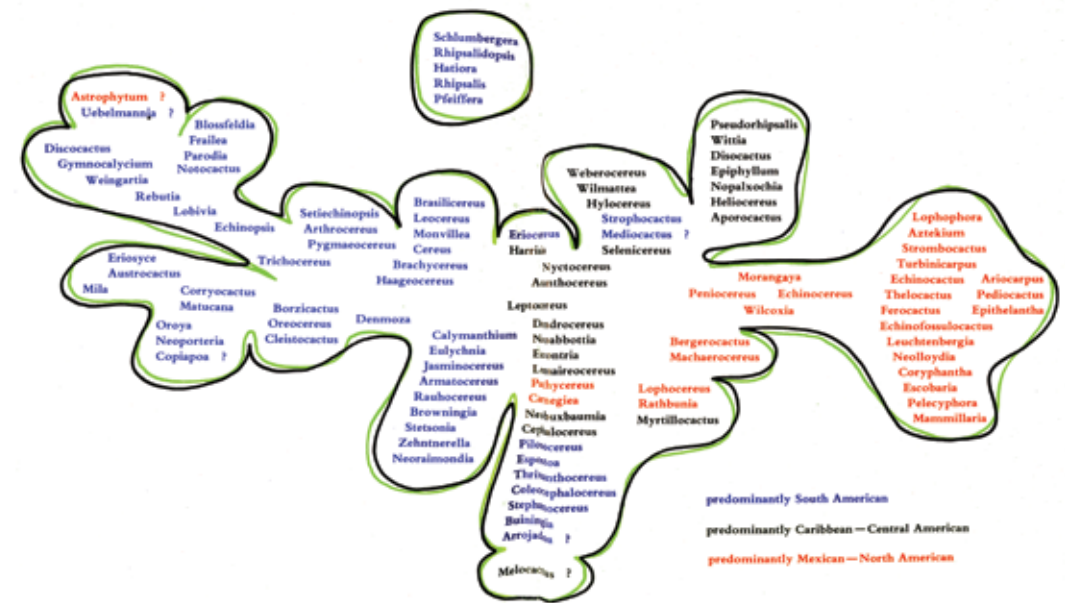 Schlumbergera
Rhipsalidopsis
Hatiora
Rhipsalis
Pfeiffera
Astrophytum ?
Uebelmannia ?
Blossfeldia
Frailea
Parodia
Notocactus
Discocactus
Gymnocalycium
Weingartia
Rebutia
Lobivia
Echinopsis
Setiechinopsis
Arthrocereus
Pygmaeocereus
Trichocereus
Brasilicereus
Leocereus
Monvillea
Cereus
Brachycereus
Haageocereus
Eriocereus
Harrisia
Nyctocereus
Acanthocereus
Weberocereus
Wilmattea
Hylocereus
Strophocactus
Mediocactus ?
Selenicereus
Pseudorhipsalis
Wittia
Disocactus
Epiphyllum
Nopalxochia
Heliocereus
Aporocactus
Eriosyce
Austrocactus
Mila
Corryocactus
Matucana
Oroya
Neoporteria
Copiapoa ?
Borzicactus
Oreocereus
Cleistocactus
Denmoza
Calymmanthium
Eulychnia
Jasminocereus
Armatocereus
Rauhocereus
Browningia
Stetsonia
Zehntnerella
Neoraimondia
Leptocereus
Dendrocereus
Neoabbottia
Escontria
Lemaireocereus
Pachycereus
Carnegiea
Neobuxbaumia
Cephalocereus
Pilosocereus
Espostoa
Thrixanthocereus
Coleocephalocereus
Stephanocereus
Buiningia
Arrojadoa ?
Melocactus ?
Morangaya
Peniocereus Echinocereus
Wilcoxia
Bergerocactus
Machaerocereus
Lophocereus
Rathbunia
Myrtillocactus
Lophophora
Aztekium
Strombocactus
Turbinicarpus
Echinocactus Ariocarpus
Thelocactus Pediocactus
Ferocactus Epithelantha
Echinofossulocactus
Leuchtenbergia
Neolloydia
Coryphantha
Escobaria
Pelecyphora
Mammillaria
predominantly South American
predominantly Caribbean—Central American
predominantly Mexican—North American